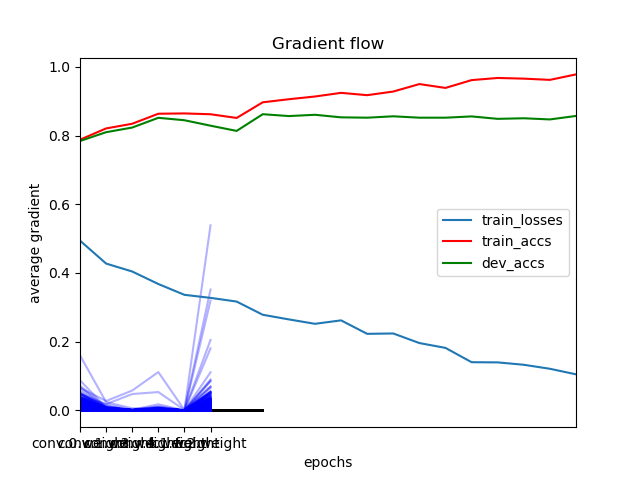 Gradient flow
average gradient
1.0
0.8
0.6
0.4
0.2
0.0
train_losses
train_accs
dev_accs
epochs